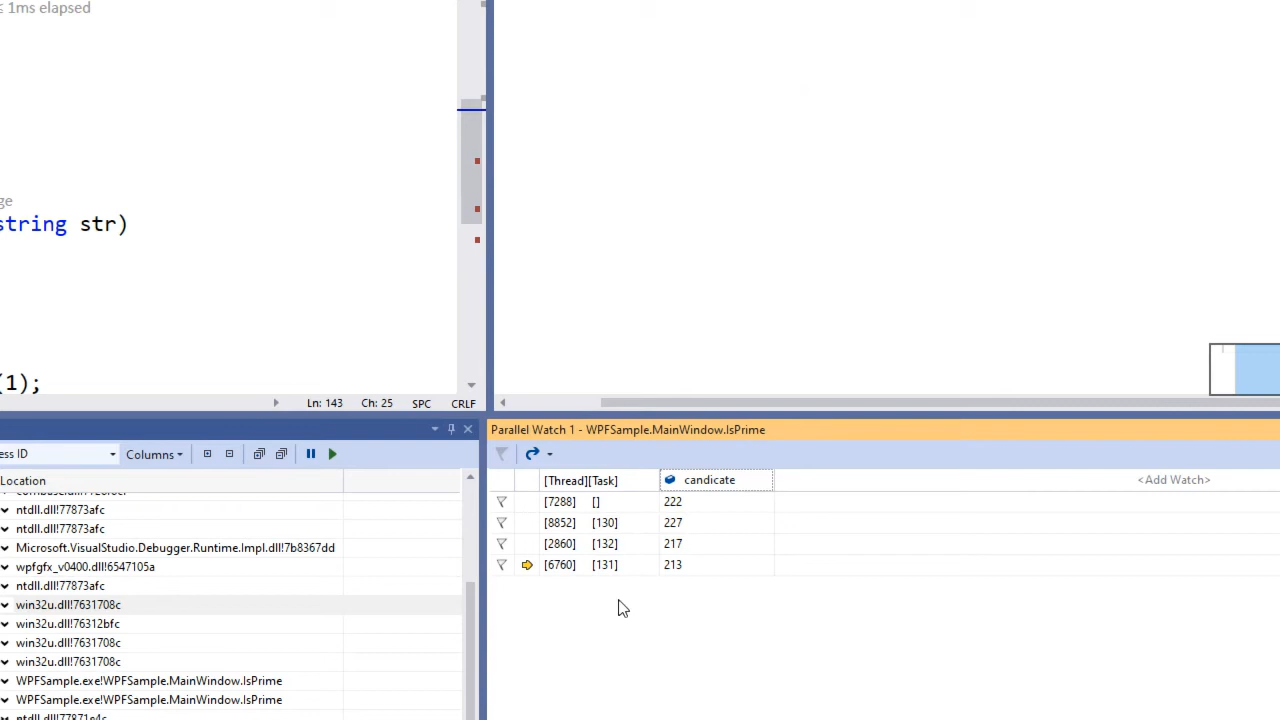 ≤ 1ms elapsed
string str)
(1);
Ln: 143 Ch: 25 SPC CRLF
ess ID
Columns
Location
ntdll.dll!77873afc
ntdll.dll!77873afc
Microsoft.VisualStudio.Debugger.Runtime.Impl.dll!7b8367dd
wpfgfx_v0400.dll!6547105a
ntdll.dll!77873afc
win32u.dll!7631708c
win32u.dll!76312bfc
win32u.dll!7631708c
win32u.dll!7631708c
WPFSample.exe!WPFSample.MainWindow.IsPrime
WPFSample.exe!WPFSample.MainWindow.IsPrime
Parallel Watch 1 - WPFSample.MainWindow.IsPrime
[Thread][Task] candicate <Add Watch>
[7288] [] 222
[8852] [130] 227
[2860] [132] 217
[6760] [131] 213